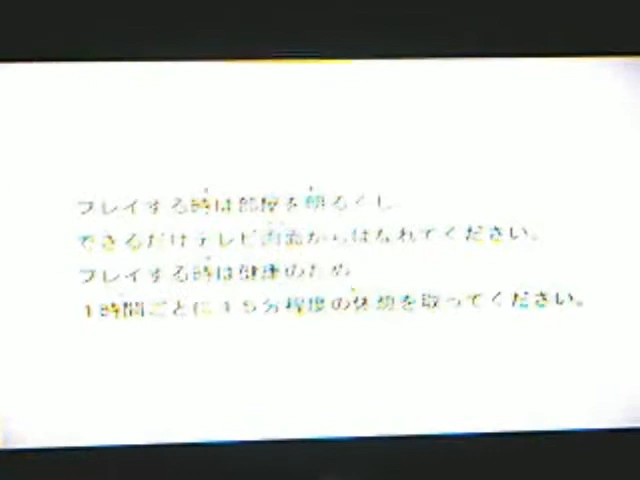 プレイする時は部屋を明るくし
できるだけテレビ画面からはなれてください。
プレイする時は健康のため
1時間ごとに15分程度の休憩を取ってください。